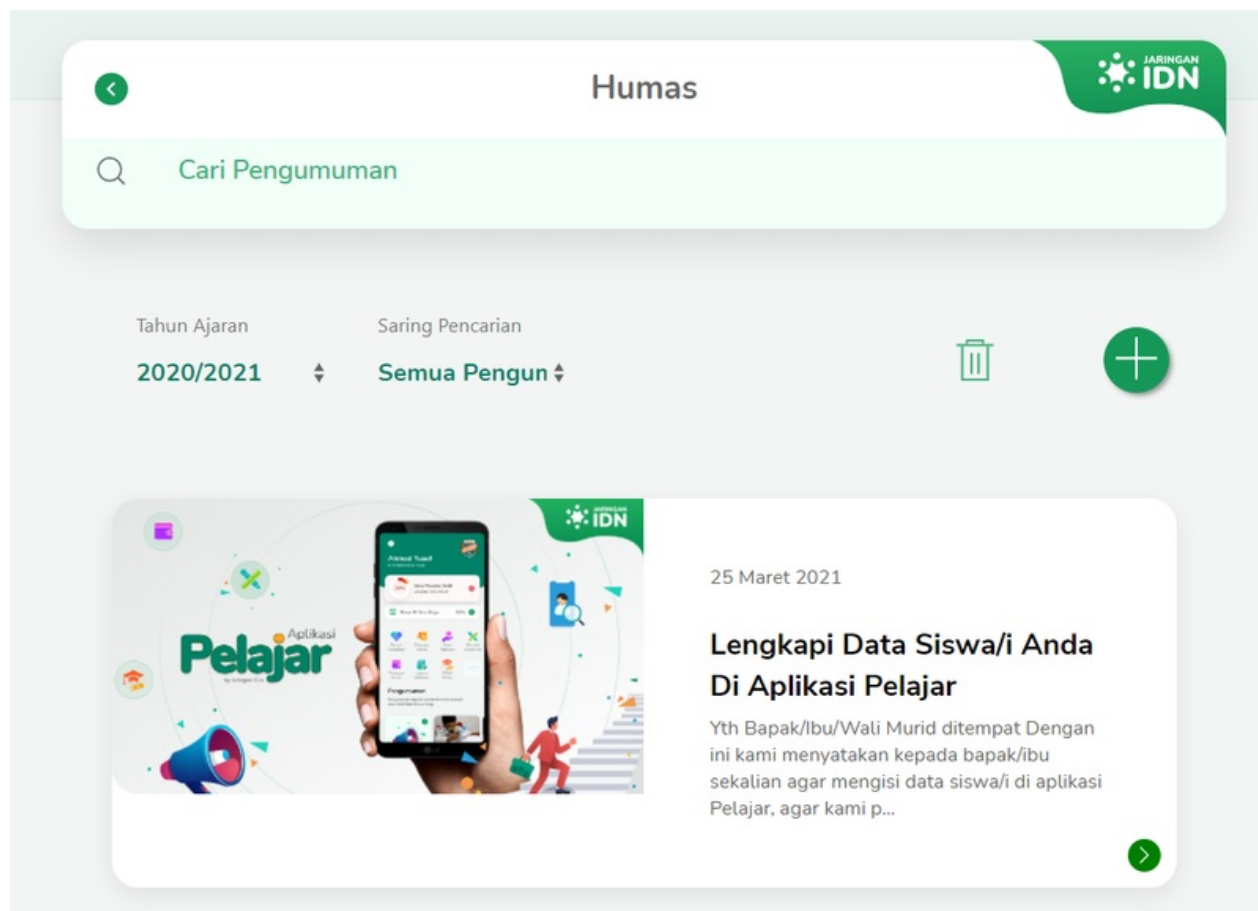 Humas
JARINGAN
IDN
Cari Pengumuman
Tahun Ajaran
Saring Pencarian
2020/2021
Semua Pengun
JARINGAN
IDN
Aplikasi
Pelajar
Pengumuman
LG
25 Maret 2021
Lengkapi Data Siswa/i Anda
Di Aplikasi Pelajar
Yth Bapak/Ibu/Wali Murid ditempat Dengan
ini kami menyatakan kepada bapak/ibu
sekalian agar mengisi data siswa/i di aplikasi
Pelajar, agar kami p...